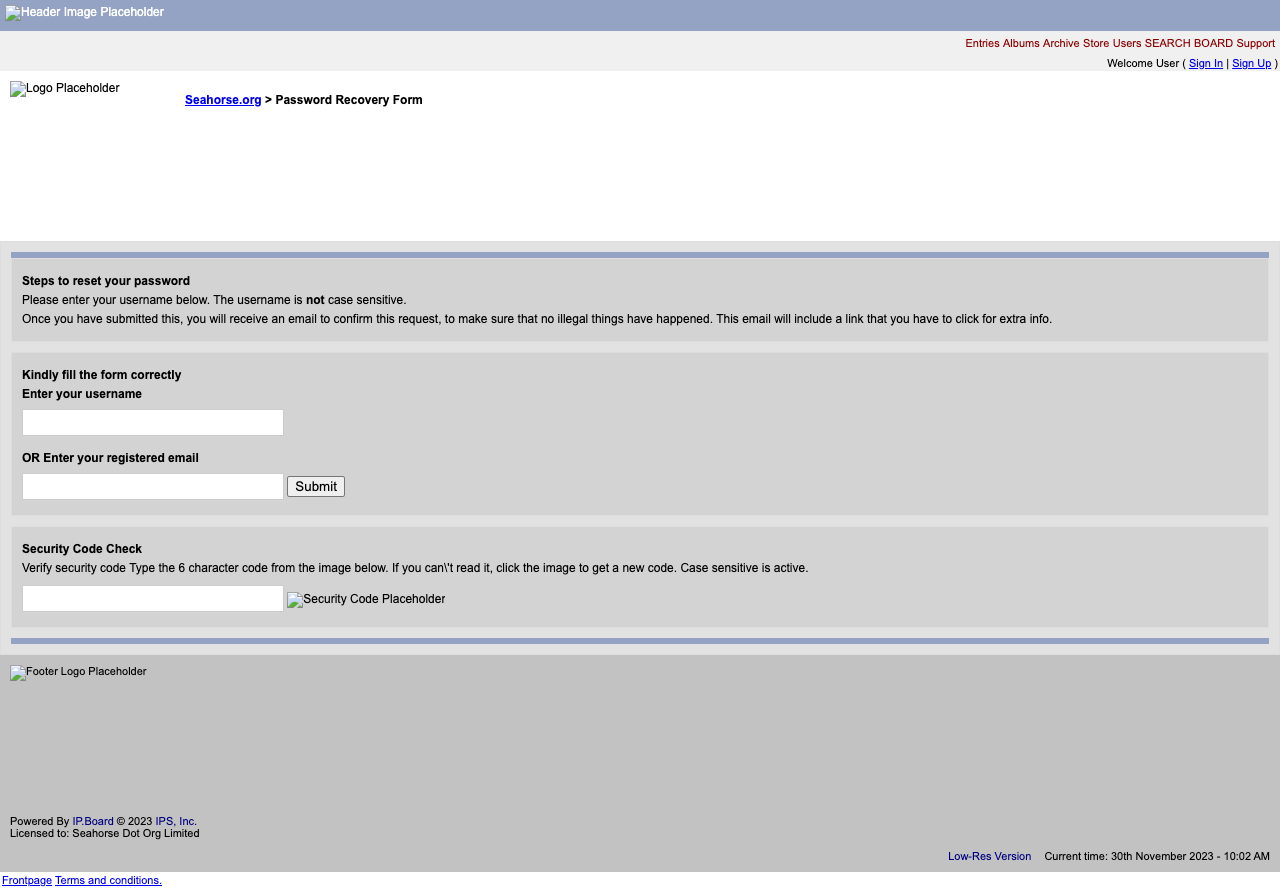 Header Image Placeholder
Entries Albums Archive Store Users SEARCH BOARD Support
Welcome User ( Sign In | Sign Up )
Logo Placeholder
Seahorse.org > Password Recovery Form
Steps to reset your password
Please enter your username below. The username is not case sensitive.
Once you have submitted this, you will receive an email to confirm this request, to make sure that no illegal things have happened. This email will include a link that you have to click for extra info.
Kindly fill the form correctly
Enter your username
OR Enter your registered email
Submit
Security Code Check
Verify security code Type the 6 character code from the image below. If you can\'t read it, click the image to get a new code. Case sensitive is active.
Security Code Placeholder
Footer Logo Placeholder
Powered By IP.Board © 2023 IPS, Inc.
Licensed to: Seahorse Dot Org Limited
Low-Res Version Current time: 30th November 2023 - 10:02 AM
Frontpage Terms and conditions.